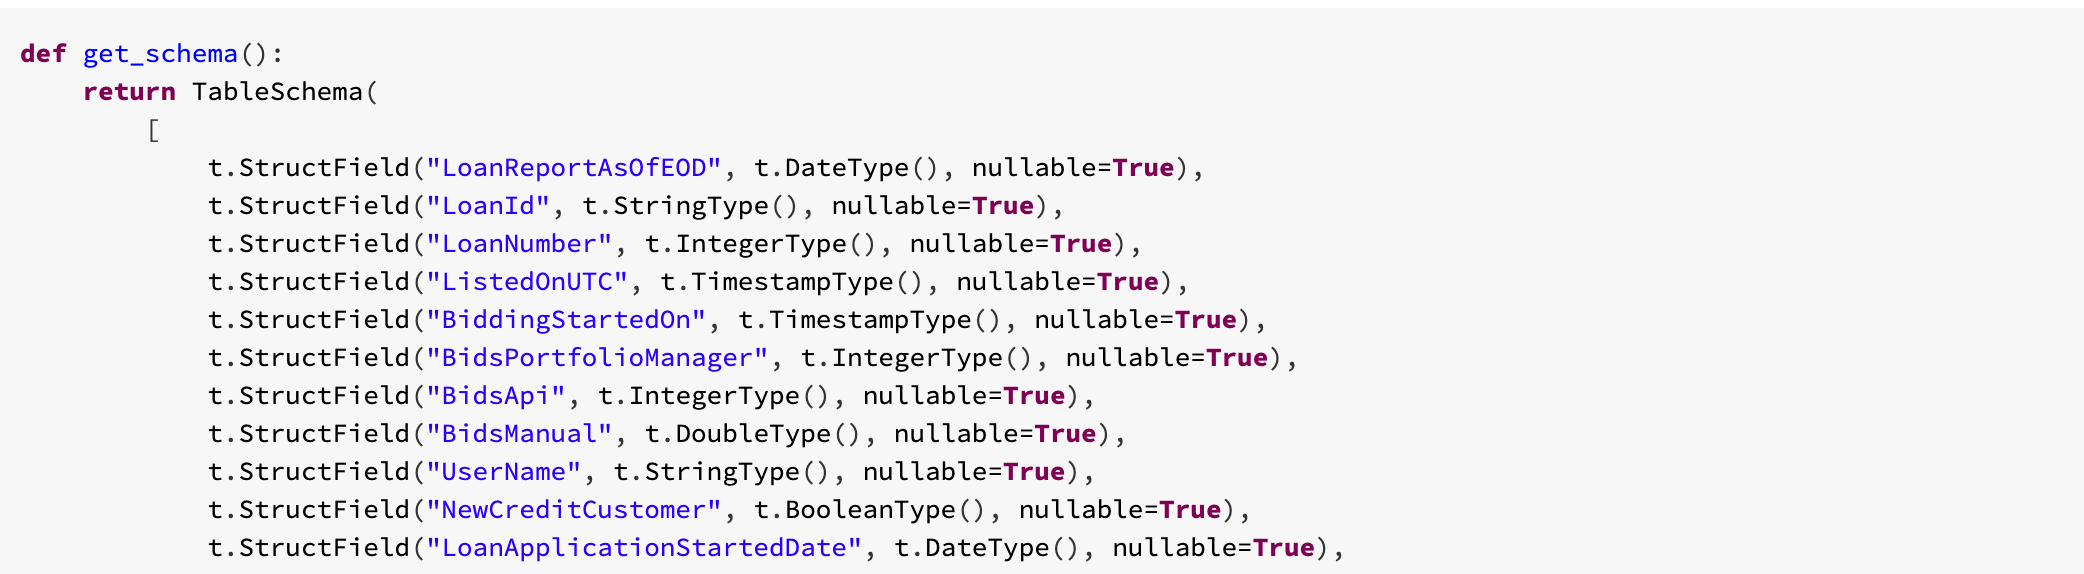 def get_schema():
    return TableSchema(
        [
            t.StructField("LoanReportAsOfEOD", t.DateType(), nullable=True),
            t.StructField("LoanId", t.StringType(), nullable=True),
            t.StructField("LoanNumber", t.IntegerType(), nullable=True),
            t.StructField("ListedOnUTC", t.TimestampType(), nullable=True),
            t.StructField("BiddingStartedOn", t.TimestampType(), nullable=True),
            t.StructField("BidsPortfolioManager", t.IntegerType(), nullable=True),
            t.StructField("BidsApi", t.IntegerType(), nullable=True),
            t.StructField("BidsManual", t.DoubleType(), nullable=True),
            t.StructField("UserName", t.StringType(), nullable=True),
            t.StructField("NewCreditCustomer", t.BooleanType(), nullable=True),
            t.StructField("LoanApplicationStartedDate", t.DateType(), nullable=True),